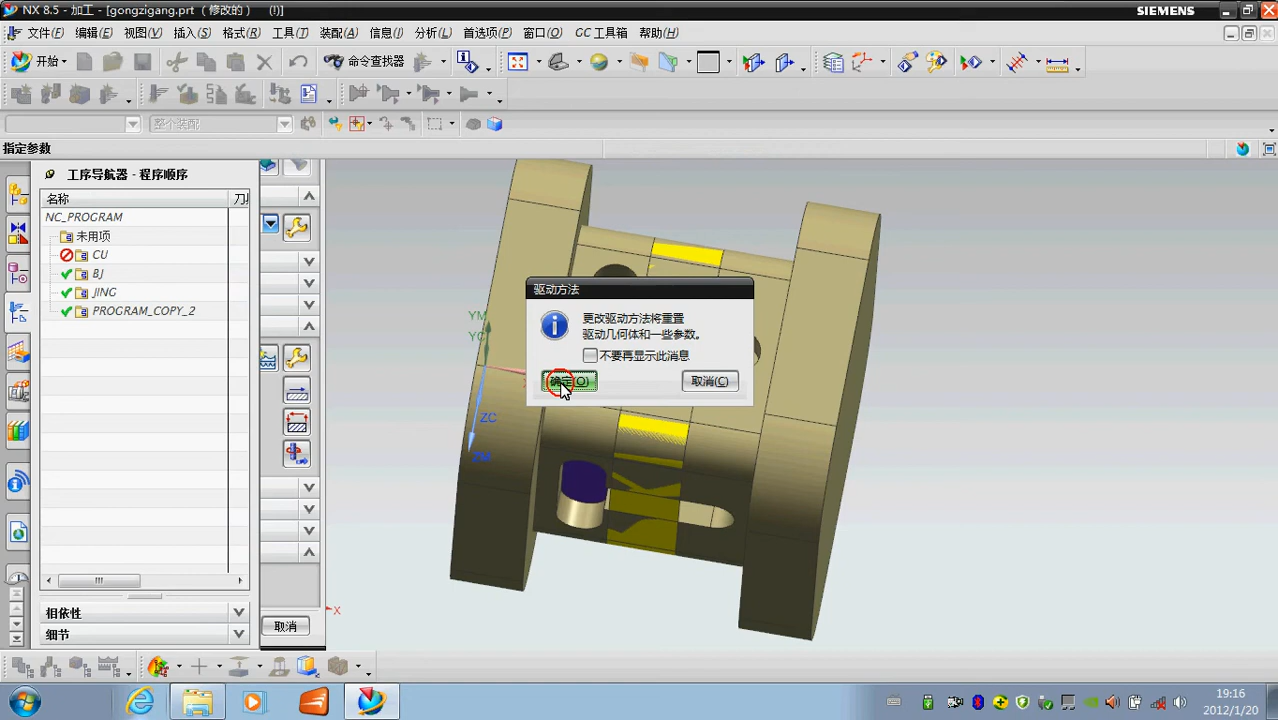 NX 8.5 - 加工 - [gongzigang.prt（修改的） (!)]
SIEMENS
文件(F) 编辑(E) 视图(V) 插入(S) 格式(R) 工具(T) 装配(A) 信息(I) 分析(L) 首选项(P) 窗口(O) GC 工具箱 帮助(H)
开始 命令查找器
整个装配
指定参数
工序导航器 - 程序顺序
名称 刀
NC_PROGRAM
未用项
CU
BJ
JING
PROGRAM_COPY_2
YM
YC
ZC
ZM
X
驱动方法
更改驱动方法将重置
驱动几何体和一些参数。
不要再显示此消息
确定(O) 取消(C)
相依性
细节
取消
19:16
2012/1/20